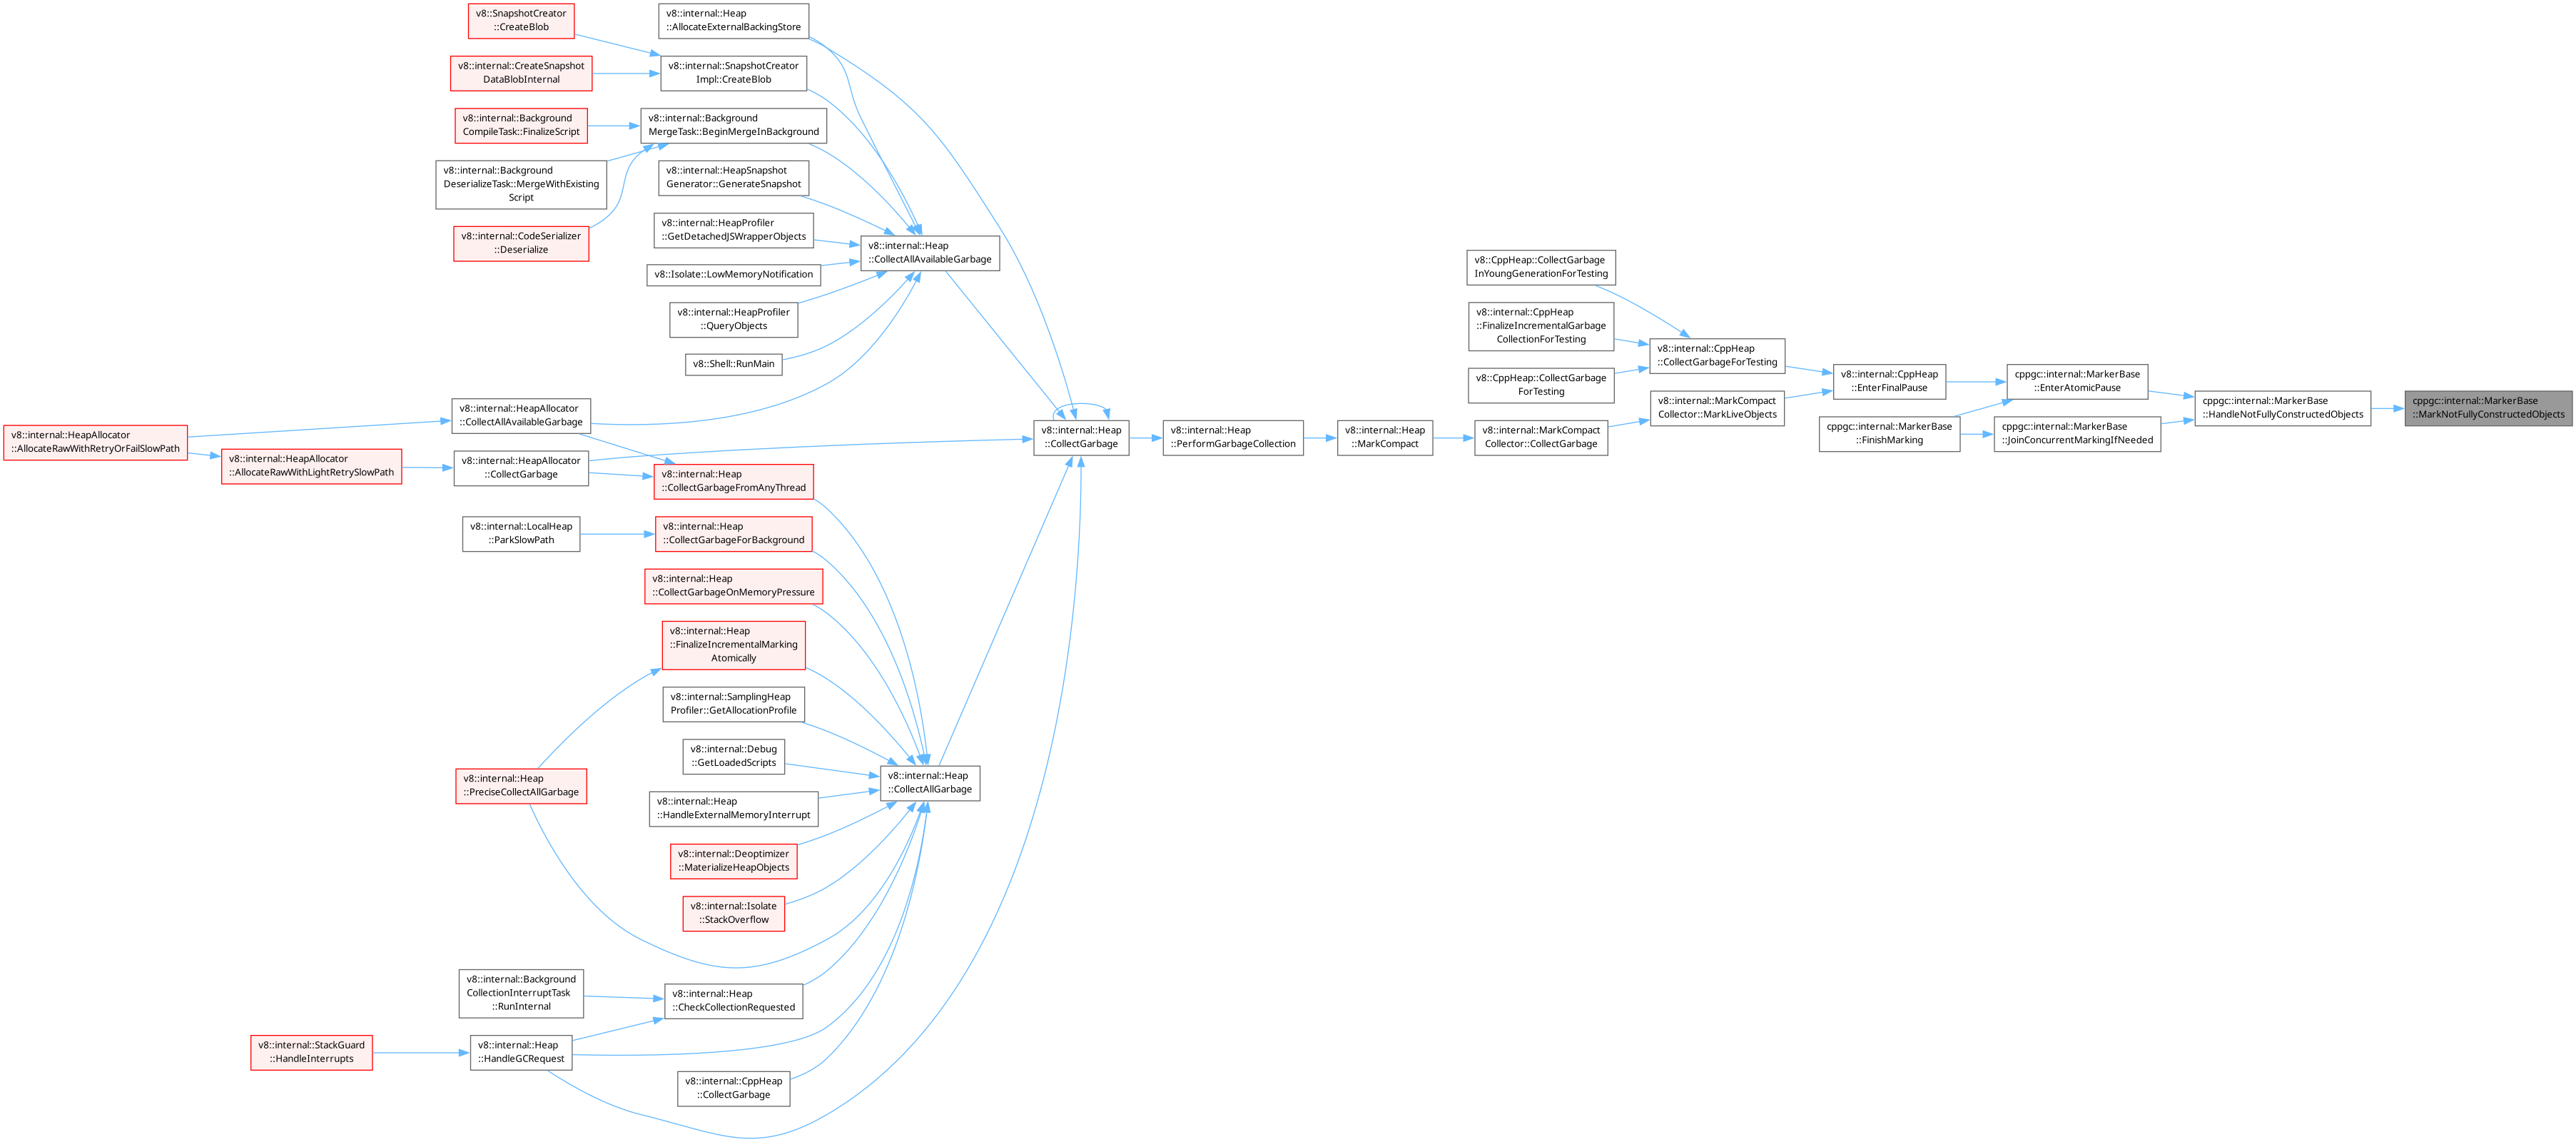 v8::SnapshotCreator
::CreateBlob
v8::internal::CreateSnapshot
DataBlobInternal
v8::internal::Background
CompileTask::FinalizeScript
v8::internal::Background
DeserializeTask::MergeWithExisting
Script
v8::internal::CodeSerializer
::Deserialize
v8::internal::Heap
::AllocateExternalBackingStore
v8::internal::SnapshotCreator
Impl::CreateBlob
v8::internal::Background
MergeTask::BeginMergeInBackground
v8::internal::HeapSnapshot
Generator::GenerateSnapshot
v8::internal::HeapProfiler
::GetDetachedJSWrapperObjects
v8::Isolate::LowMemoryNotification
v8::internal::HeapProfiler
::QueryObjects
v8::Shell::RunMain
v8::internal::Heap
::CollectAllAvailableGarbage
v8::internal::HeapAllocator
::AllocateRawWithRetryOrFailSlowPath
v8::internal::HeapAllocator
::AllocateRawWithLightRetrySlowPath
v8::internal::HeapAllocator
::CollectAllAvailableGarbage
v8::internal::HeapAllocator
::CollectGarbage
v8::internal::Heap
::CollectGarbageFromAnyThread
v8::internal::LocalHeap
::ParkSlowPath
v8::internal::Heap
::CollectGarbageForBackground
v8::internal::Heap
::CollectGarbageOnMemoryPressure
v8::internal::Heap
::FinalizeIncrementalMarking
Atomically
v8::internal::SamplingHeap
Profiler::GetAllocationProfile
v8::internal::Debug
::GetLoadedScripts
v8::internal::Heap
::PreciseCollectAllGarbage
v8::internal::Heap
::HandleExternalMemoryInterrupt
v8::internal::Deoptimizer
::MaterializeHeapObjects
v8::internal::Isolate
::StackOverflow
v8::internal::Heap
::CollectAllGarbage
v8::internal::Background
CollectionInterruptTask
::RunInternal
v8::internal::Heap
::CheckCollectionRequested
v8::internal::StackGuard
::HandleInterrupts
v8::internal::Heap
::HandleGCRequest
v8::internal::CppHeap
::CollectGarbage
v8::internal::Heap
::CollectGarbage
v8::internal::Heap
::PerformGarbageCollection
v8::internal::Heap
::MarkCompact
v8::internal::MarkCompact
Collector::CollectGarbage
v8::CppHeap::CollectGarbage
InYoungGenerationForTesting
v8::internal::CppHeap
::FinalizeIncrementalGarbage
CollectionForTesting
v8::CppHeap::CollectGarbage
ForTesting
v8::internal::CppHeap
::CollectGarbageForTesting
v8::internal::MarkCompact
Collector::MarkLiveObjects
v8::internal::CppHeap
::EnterFinalPause
cppgc::internal::MarkerBase
::FinishMarking
cppgc::internal::MarkerBase
::EnterAtomicPause
cppgc::internal::MarkerBase
::JoinConcurrentMarkingIfNeeded
cppgc::internal::MarkerBase
::HandleNotFullyConstructedObjects
cppgc::internal::MarkerBase
::MarkNotFullyConstructedObjects